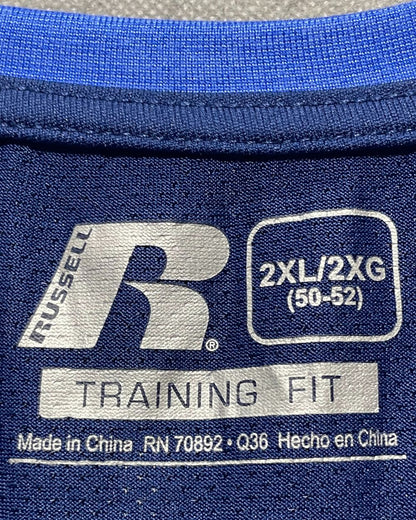 RUSSELL
R®
2XL/2XG
(50-52)
TRAINING FIT
Made in China RN 70892 • Q36 Hecho en China